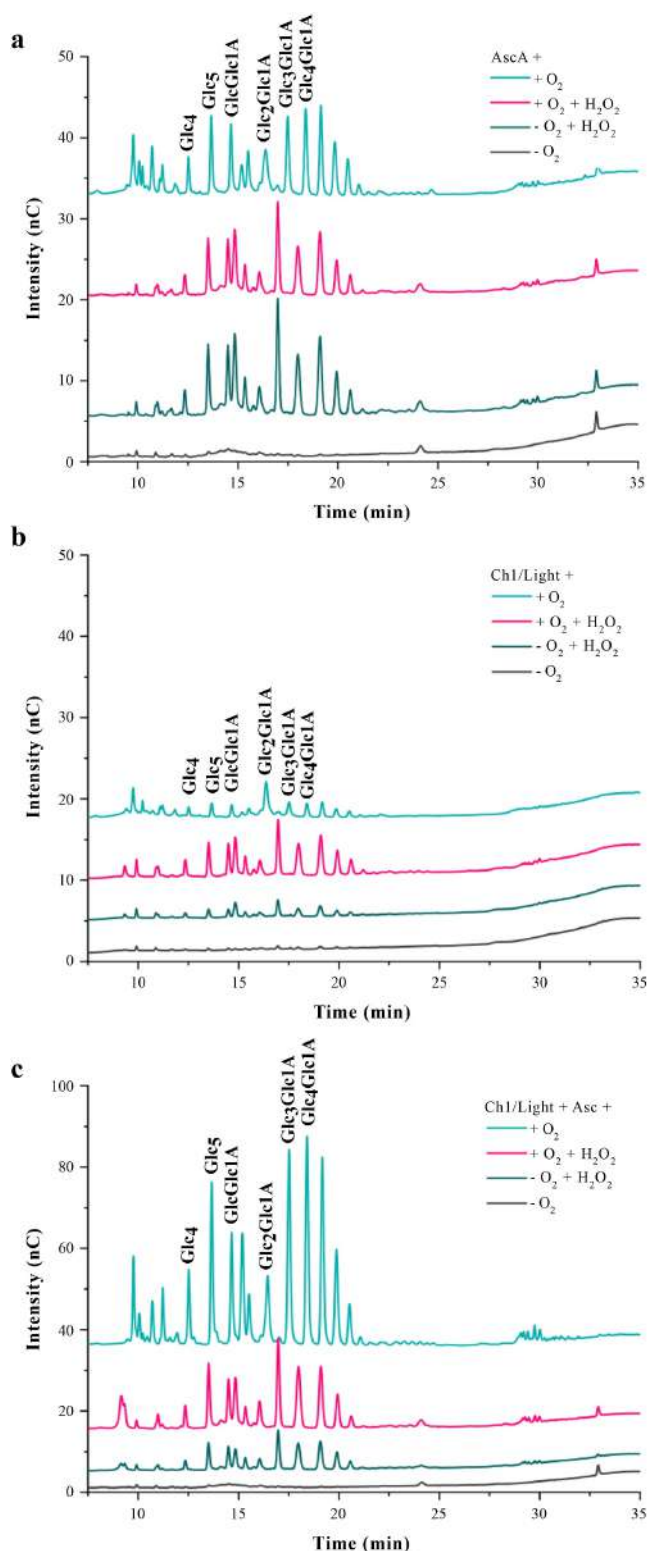 a
50
40
30
20
10
0
Intensity (nC)
Glc4
Glc5
GlcGlc1A
Glc2Glc1A
Glc3Glc1A
Glc4Glc1A
AscA +
+ O2
+ O2 + H2O2
- O2 + H2O2
- O2
10 15 20 25 30 35
Time (min)
b
50
40
30
20
10
0
Intensity (nC)
Glc4
Glc5
GlcGlc1A
Glc2Glc1A
Glc3Glc1A
Glc4Glc1A
Ch1/Light +
+ O2
+ O2 + H2O2
- O2 + H2O2
- O2
10 15 20 25 30 35
Time (min)
c
100
80
60
40
20
0
Intensity (nC)
Glc4
Glc5
GlcGlc1A
Glc2Glc1A
Glc3Glc1A
Glc4Glc1A
Ch1/Light + Asc +
+ O2
+ O2 + H2O2
- O2 + H2O2
- O2
10 15 20 25 30 35
Time (min)